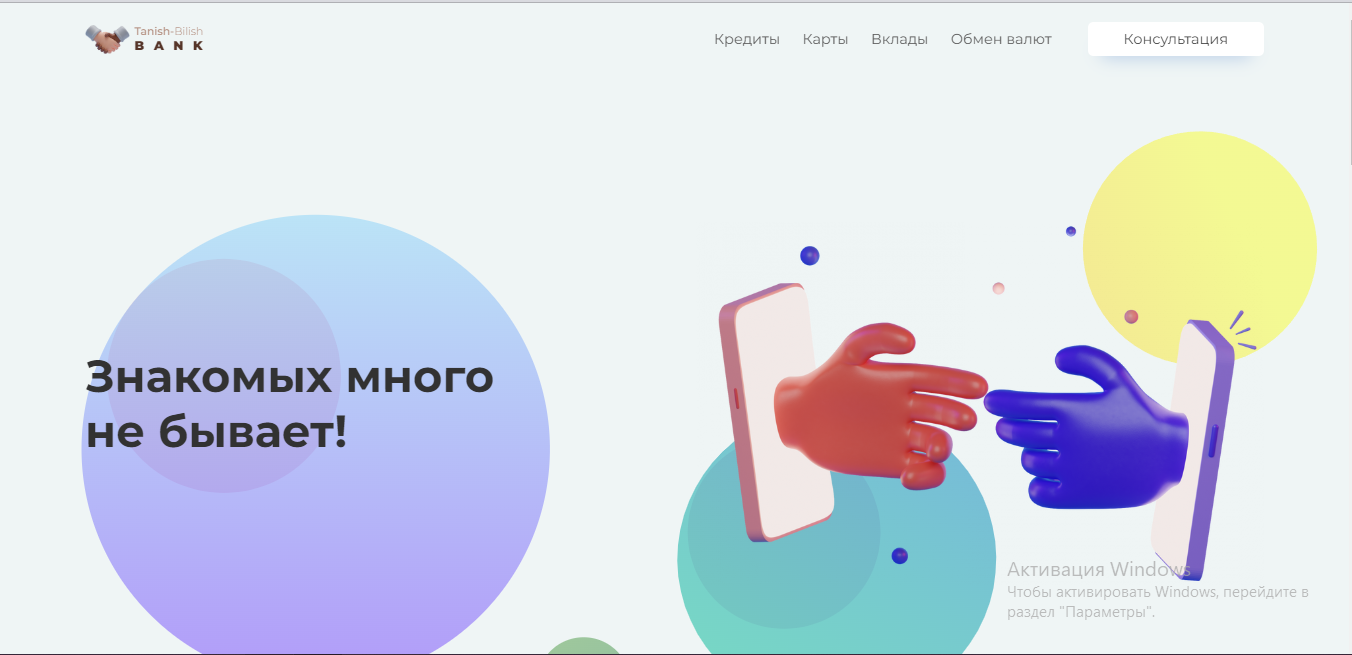 Tanish-Bilish
BANK
Кредиты Карты Вклады Обмен валют Консультация
Знакомых много
не бывает!
Активация Windows
Чтобы активировать Windows, перейдите в
раздел "Параметры".